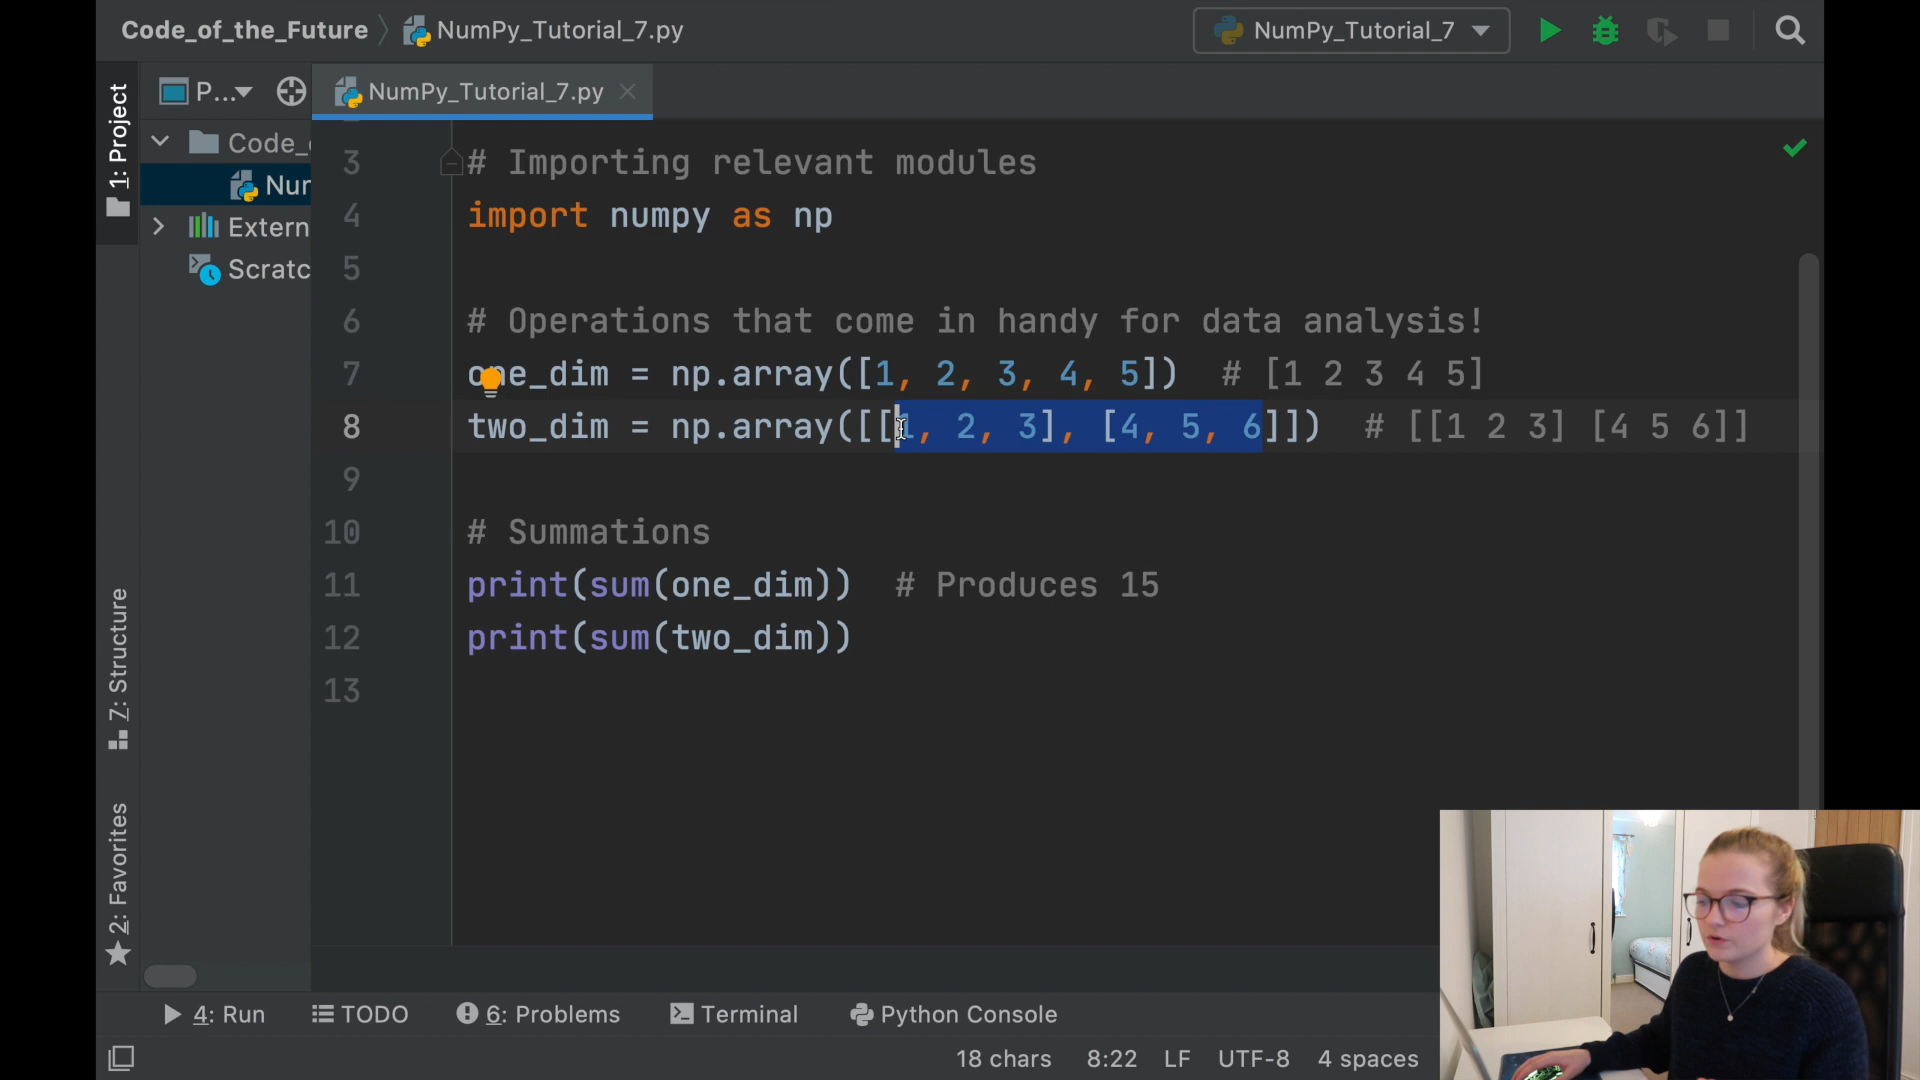 Code_of_the_Future
NumPy_Tutorial_7.py
NumPy_Tutorial_7
1: Project
P...
NumPy_Tutorial_7.py
Code_
Nur
Extern
Scratc
3 # Importing relevant modules
4 import numpy as np
5
6 # Operations that come in handy for data analysis!
7 one_dim = np.array([1, 2, 3, 4, 5]) # [1 2 3 4 5]
8 two_dim = np.array([[1, 2, 3], [4, 5, 6]]) # [[1 2 3] [4 5 6]]
9
10 # Summations
11 print(sum(one_dim)) # Produces 15
12 print(sum(two_dim))
13
7: Structure
2: Favorites
4: Run
TODO
6: Problems
Terminal
Python Console
18 chars 8:22 LF UTF-8 4 spaces